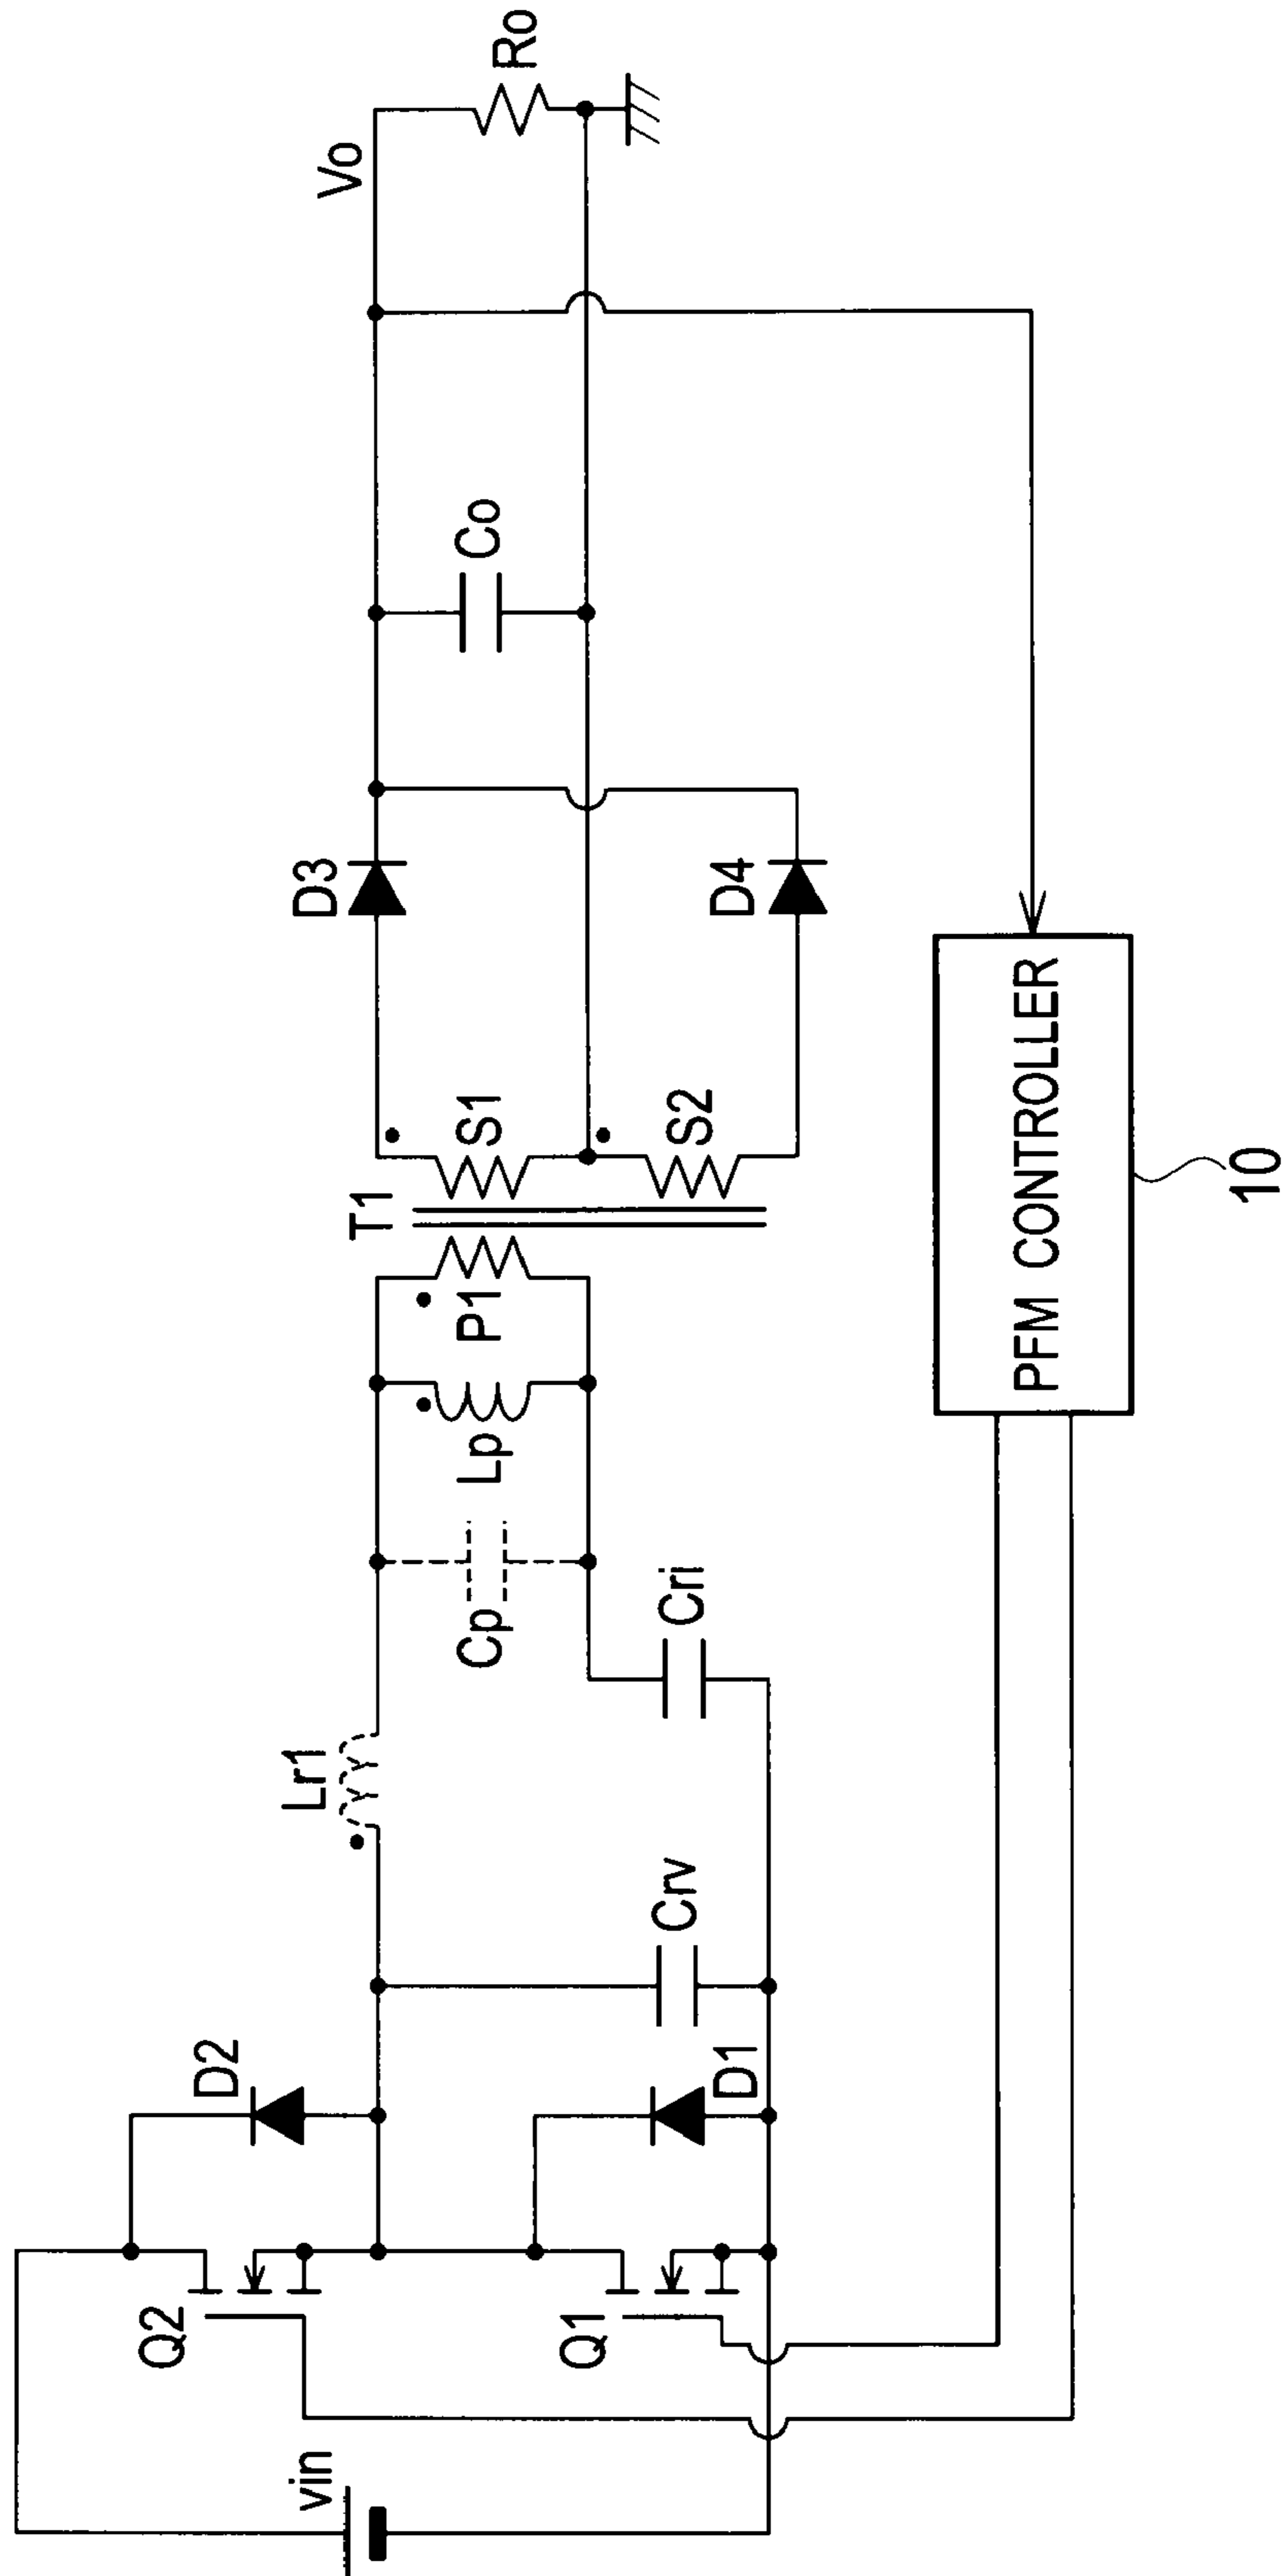 vin
Q2
Q1
D2
D1
Crv
Lr1
Cri
Cp
Lp
P1
T1
S1
S2
D3
D4
Co
Vo
Ro
PFM CONTROLLER
10